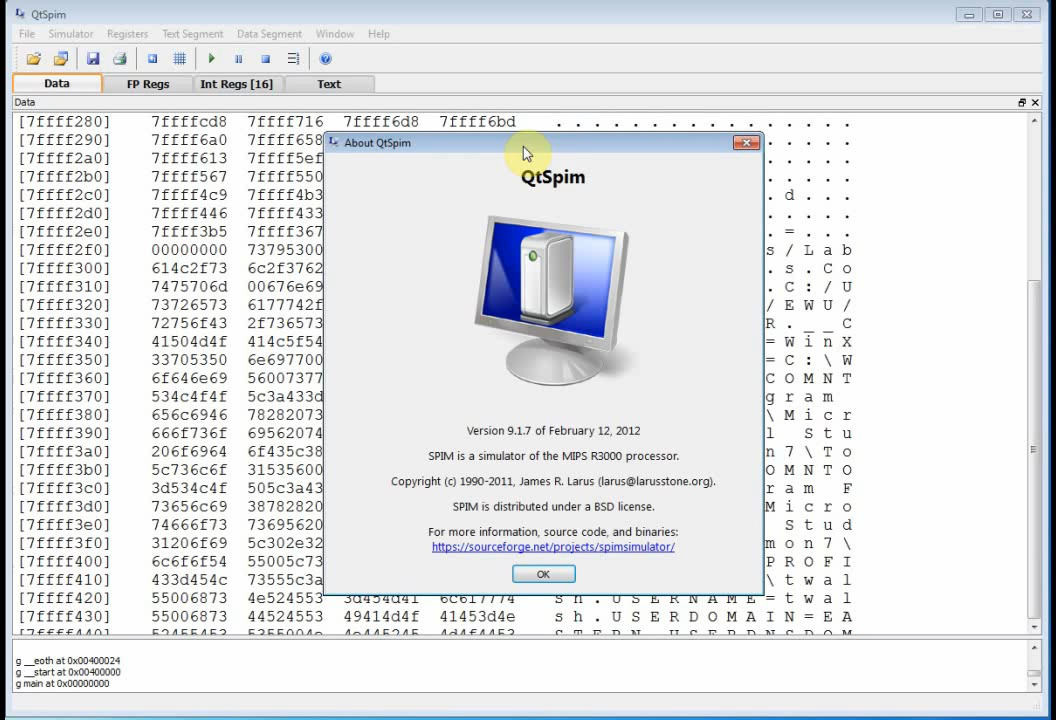 QtSpim
File Simulator Registers Text Segment Data Segment Window Help
Data FP Regs Int Regs [16] Text
Data
[7ffff280] 7ffffcd8 7ffff716 7ffff6d8 7ffff6bd . . . . . . . . . . . . . . . .
[7ffff290] 7ffff6a0 7ffff658 . . . .
[7ffff2a0] 7ffff613 7ffff5ef . . . . .
[7ffff2b0] 7ffff567 7ffff550 . . . . .
[7ffff2c0] 7ffff4c9 7ffff4b3 . d . . .
[7ffff2d0] 7ffff446 7ffff433 . . . . .
[7ffff2e0] 7ffff3b5 7ffff367 . = . . .
[7ffff2f0] 00000000 73795300 s / L a b
[7ffff300] 614c2f73 6c2f3762 . s . C o
[7ffff310] 7475706d 00676e69 . C : / U
[7ffff320] 73726573 6177742f / E W U /
[7ffff330] 72756f43 2f736573 R . _ _ C
[7ffff340] 41504d4f 414c5f54 = W i n X
[7ffff350] 33705350 6e697700 = C : \ W
[7ffff360] 6f646e69 56007377 C O M N T
[7ffff370] 534c4f4f 5c3a433d g r a m
[7ffff380] 656c6946 78282073 \ M i c r
[7ffff390] 666f736f 69562074 l S t u
[7ffff3a0] 206f6964 6f435c38 n 7 \ T o
[7ffff3b0] 5c736c6f 31535600 O M N T O
[7ffff3c0] 3d534c4f 505c3a43 r a m F
[7ffff3d0] 73656c69 38782820 M i c r o
[7ffff3e0] 74666f73 73695620 S t u d
[7ffff3f0] 31206f69 5c302e32 m o n 7 \
[7ffff400] 6c6f6f54 55005c73 P R O F I
[7ffff410] 433d454c 73555c3a \ t w a l
[7ffff420] 55006873 4e524553 3d454d41 6c617774 s h . U S E R N A M E = t w a l
[7ffff430] 55006873 44524553 49414d4f 41453d4e s h . U S E R D O M A I N = E A
[7ffff440] 52455453 5355004e 4e445245 4d4f4453 S T E R N . U S E R D N S D O M
About QtSpim
QtSpim
Version 9.1.7 of February 12, 2012
SPIM is a simulator of the MIPS R3000 processor.
Copyright (c) 1990-2011, James R. Larus (larus@larusstone.org).
SPIM is distributed under a BSD license.
For more information, source code, and binaries:
https://sourceforge.net/projects/spimsimulator/
OK
g __eoth at 0x00400024
g __start at 0x00400000
g main at 0x00000000